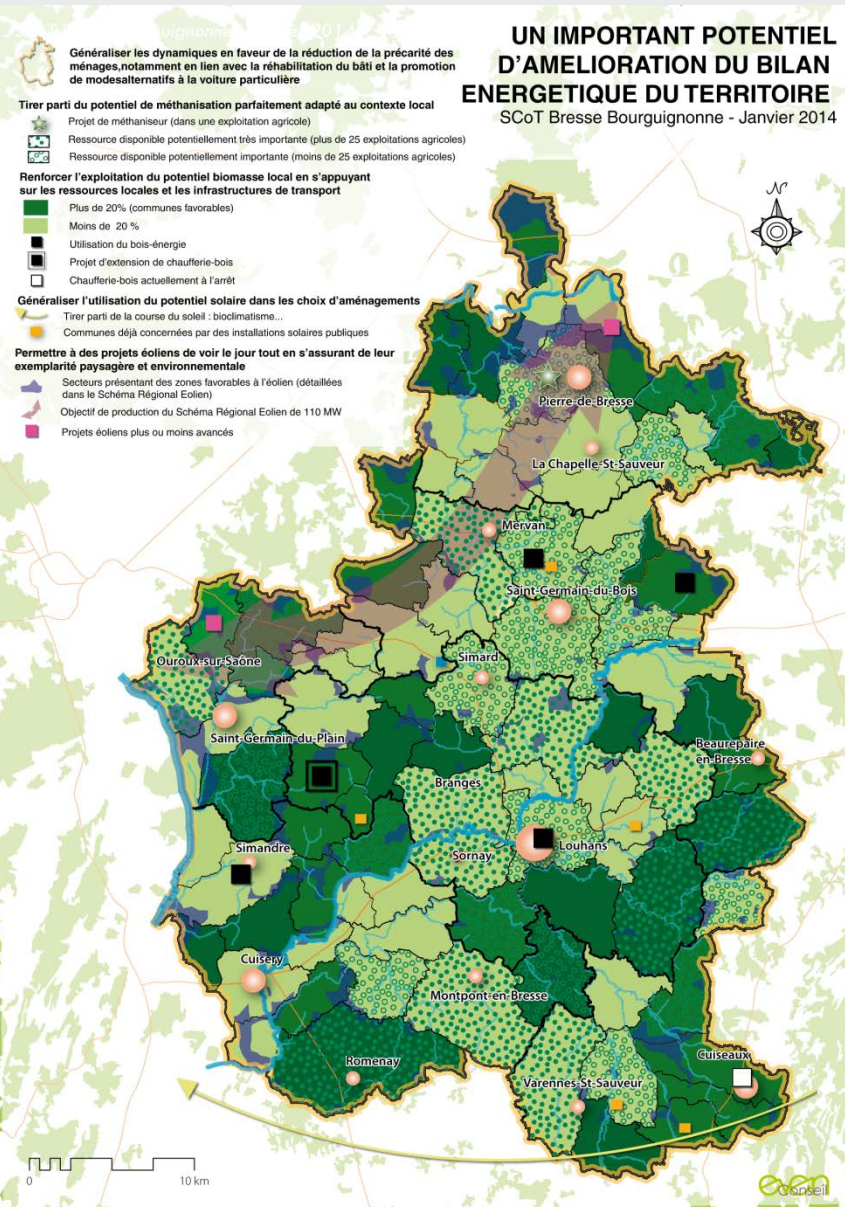 UN IMPORTANT POTENTIEL
D'AMELIORATION DU BILAN
ENERGETIQUE DU TERRITOIRE
SCoT Bresse Bourguignonne - Janvier 2014
Généraliser les dynamiques en faveur de la réduction de la précarité des
ménages,notamment en lien avec la réhabilitation du bâti et la promotion
de modesalternatifs à la voiture particulière
Tirer parti du potentiel de méthanisation parfaitement adapté au contexte local
Projet de méthaniseur (dans une exploitation agricole)
Ressource disponible potentiellement très importante (plus de 25 exploitations agricoles)
Ressource disponible potentiellement importante (moins de 25 exploitations agricoles)
Renforcer l'exploitation du potentiel biomasse local en s'appuyant
sur les ressources locales et les infrastructures de transport
Plus de 20% (communes favorables)
Moins de 20 %
Utilisation du bois-énergie
Projet d'extension de chaufferie-bois
Chaufferie-bois actuellement à l'arrêt
Généraliser l'utilisation du potentiel solaire dans les choix d'aménagements
Tirer parti de la course du soleil : bioclimatisme...
Communes déjà concernées par des installations solaires publiques
Permettre à des projets éoliens de voir le jour tout en s'assurant de leur
exemplarité paysagère et environnementale
Secteurs présentant des zones favorables à l'éolien (détaillées
dans le Schéma Régional Eolien)
Objectif de production du Schéma Régional Eolien de 110 MW
Projets éoliens plus ou moins avancés
N
Pierre-de-Bresse
La Chapelle-St-Sauveur
Mervan
Saint-Germain-du-Bois
Simard
Ouroux-sur-Saône
Saint-Germain-du-Plain
Beaurepaire
en-Bresse
Branges
Simandre
Sornay
Louhans
Cuisery
Montpont-en-Bresse
Romenay
Varennes-St-Sauveur
Cuiseaux
0
10 km
even
Conseil